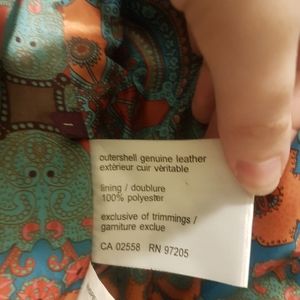 outershell genuine leather
extérieur cuir véritable
lining / doublure
100% polyester
exclusive of trimmings /
garniture exclue
CA 02558 RN 97205